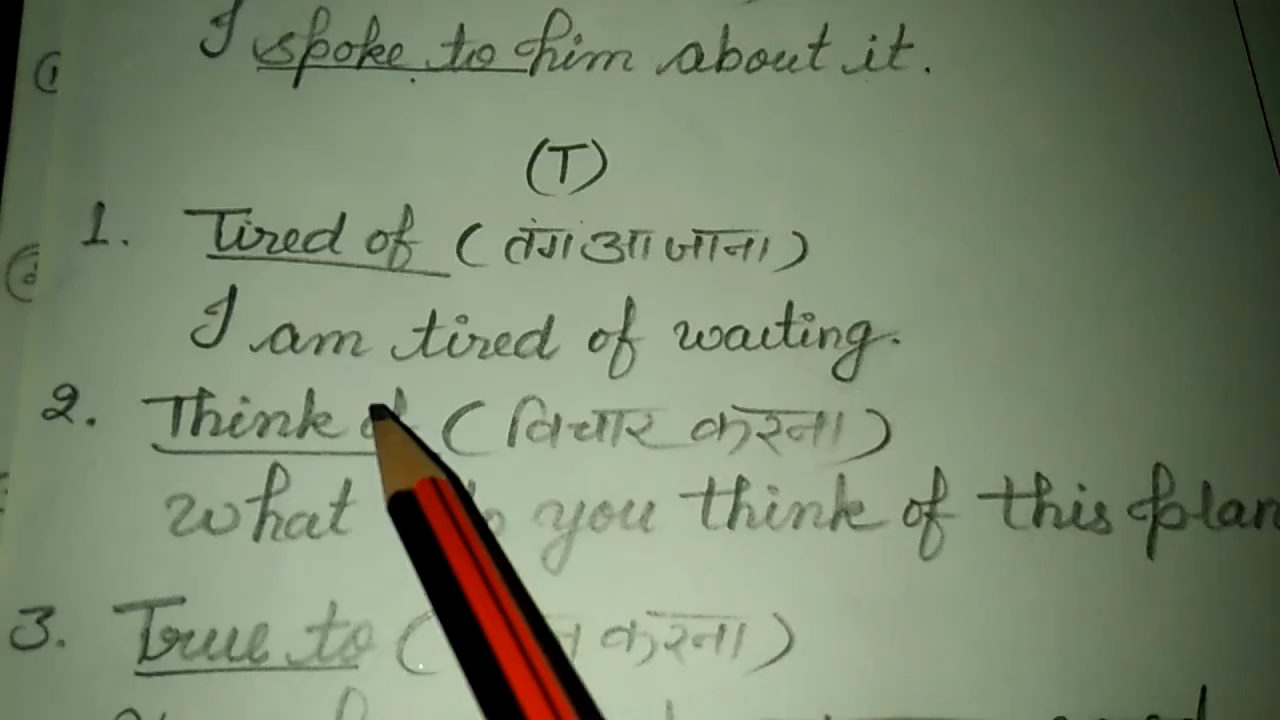 I spoke to him about it.
(T)
1. Tired of (तंग आ जाना)
I am tired of waiting.
2. Think (विचार करना)
What you think of this plan
3. True to ( करना)